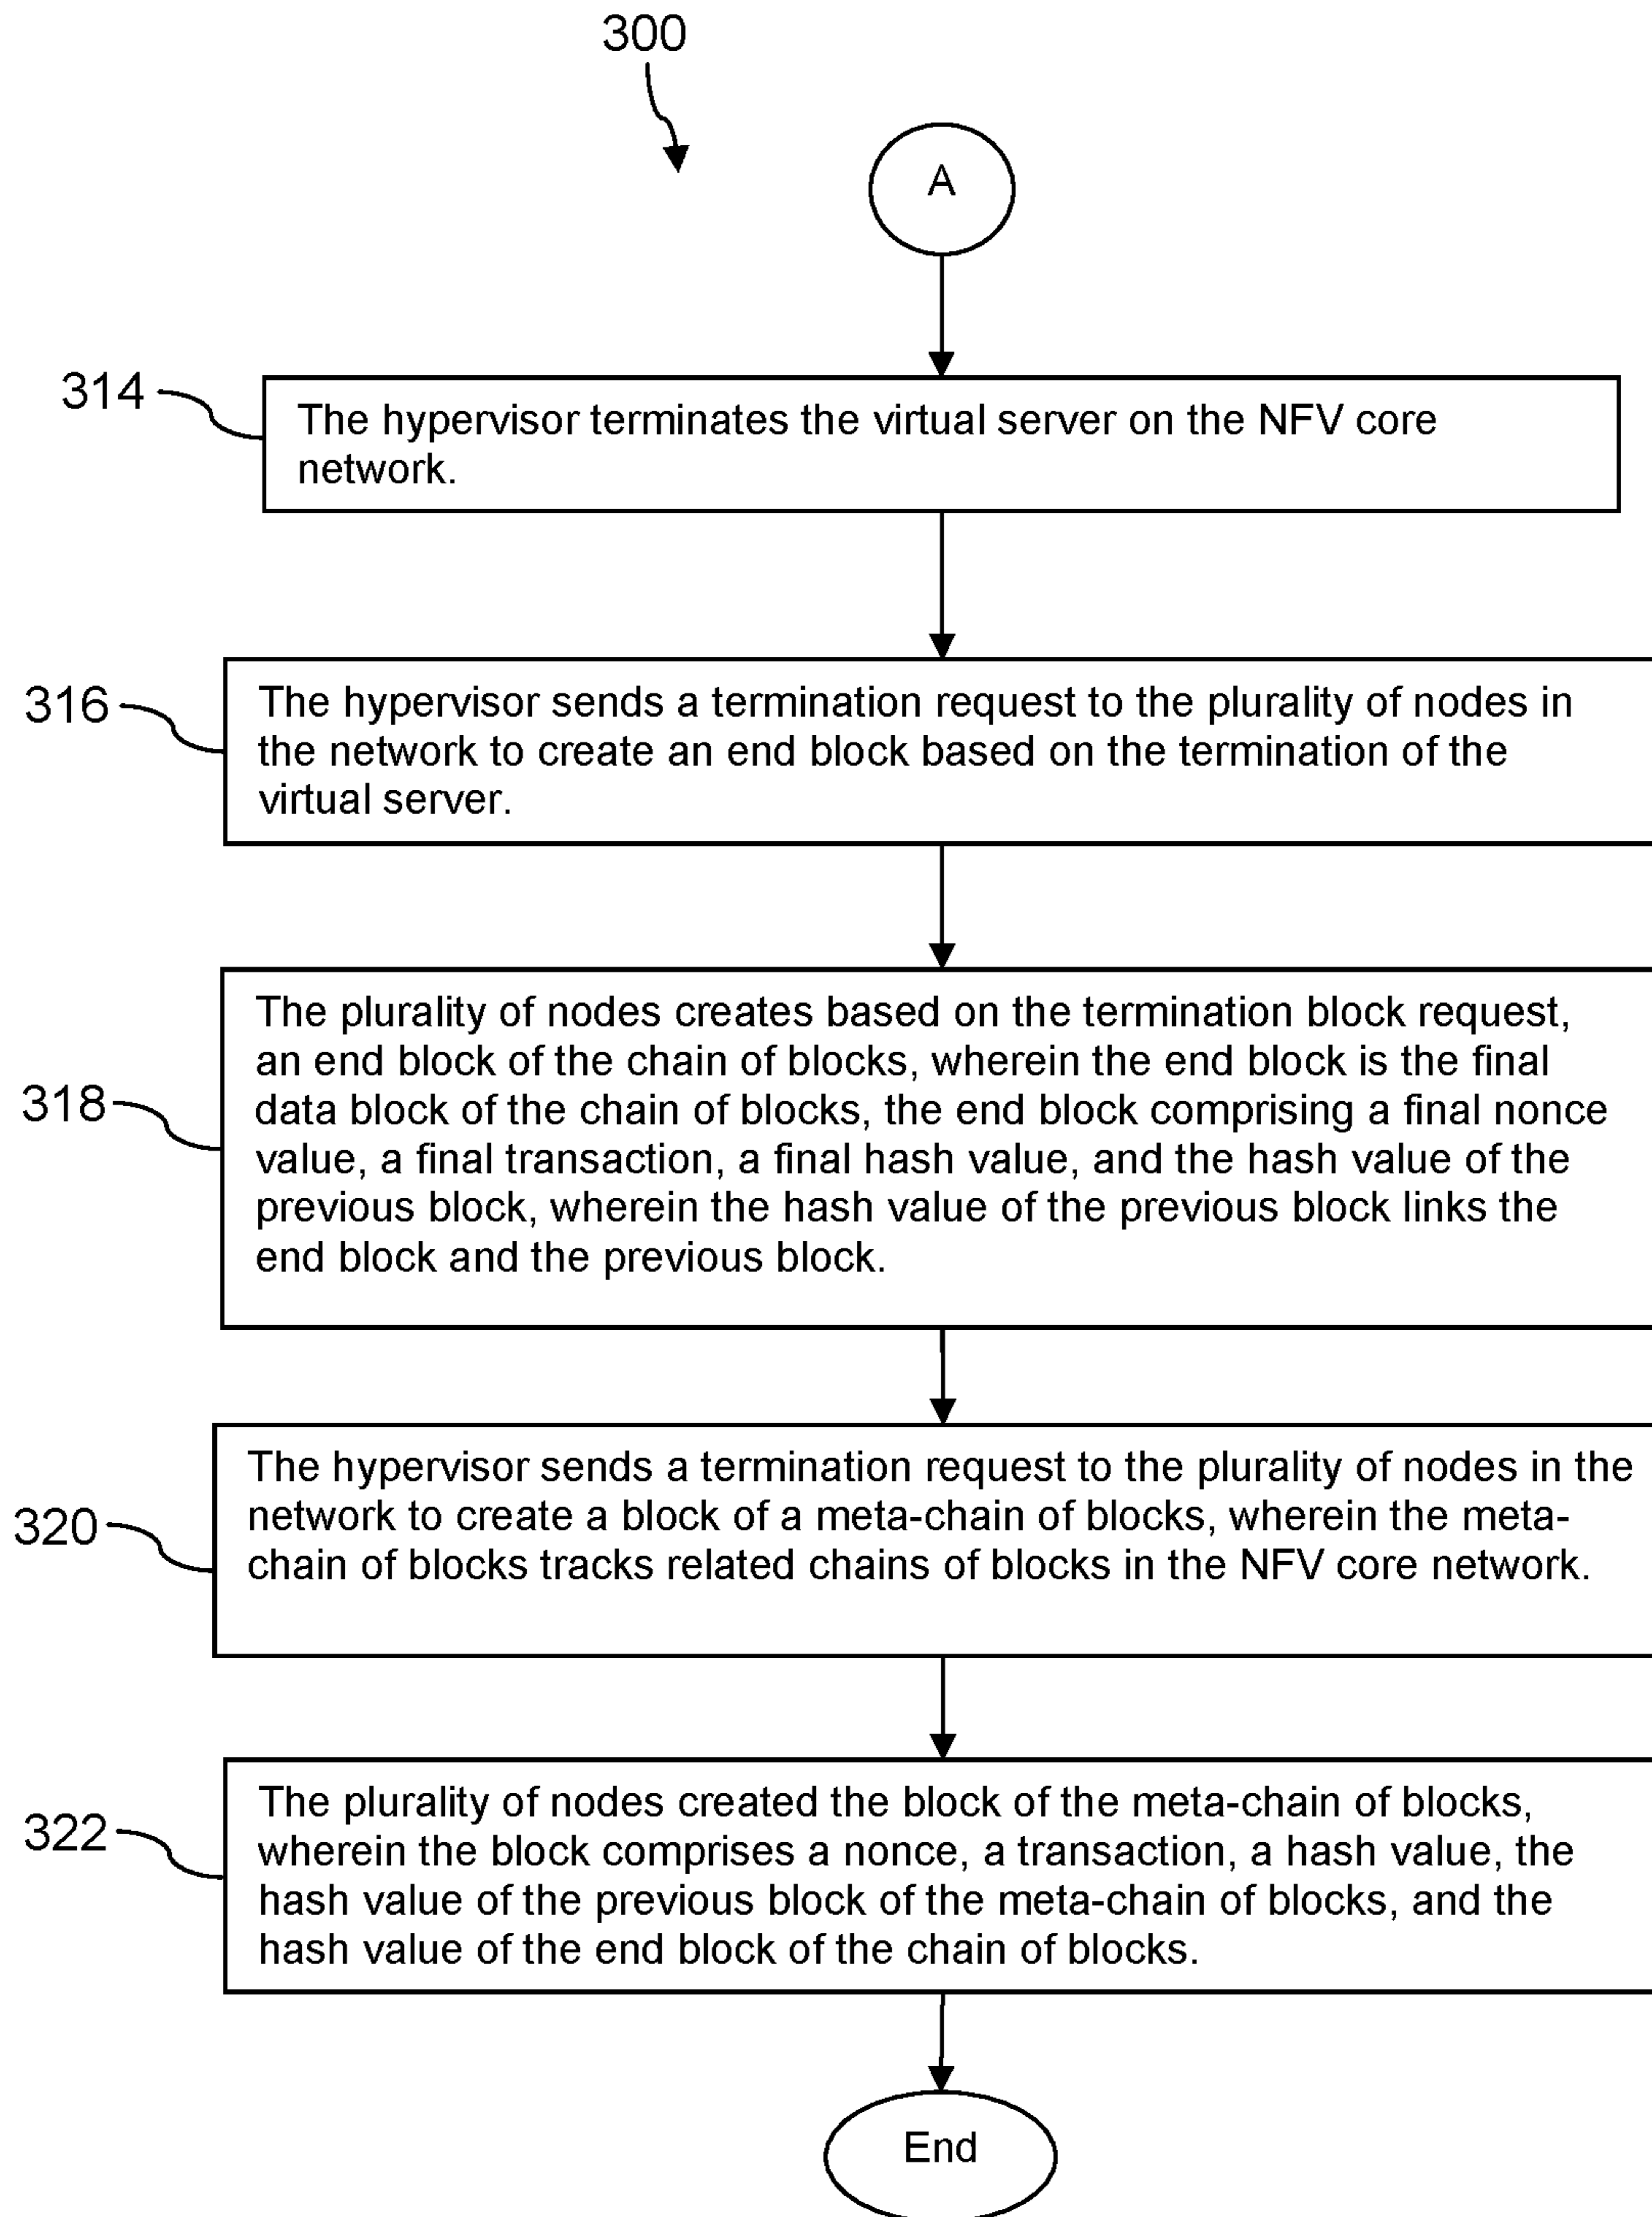 300
A
314
The hypervisor terminates the virtual server on the NFV core
network.
316
The hypervisor sends a termination request to the plurality of nodes in
the network to create an end block based on the termination of the
virtual server.
318
The plurality of nodes creates based on the termination block request,
an end block of the chain of blocks, wherein the end block is the final
data block of the chain of blocks, the end block comprising a final nonce
value, a final transaction, a final hash value, and the hash value of the
previous block, wherein the hash value of the previous block links the
end block and the previous block.
320
The hypervisor sends a termination request to the plurality of nodes in the
network to create a block of a meta-chain of blocks, wherein the meta-
chain of blocks tracks related chains of blocks in the NFV core network.
322
The plurality of nodes created the block of the meta-chain of blocks,
wherein the block comprises a nonce, a transaction, a hash value, the
hash value of the previous block of the meta-chain of blocks, and the
hash value of the end block of the chain of blocks.
End